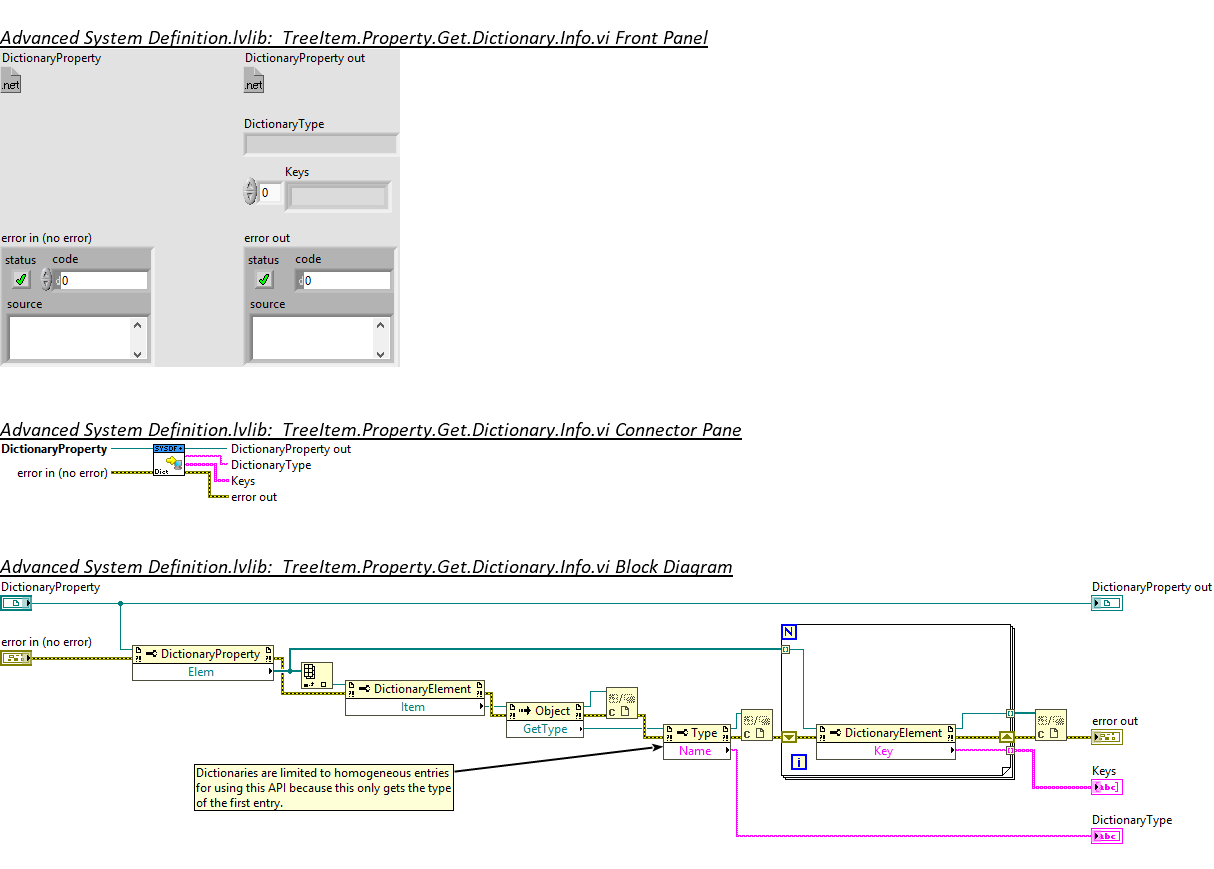 Advanced System Definition.lvlib:  TreeItem.Property.Get.Dictionary.Info.vi Front Panel
DictionaryProperty
DictionaryProperty out
.net
.net
DictionaryType
Keys
0
error in (no error)
error out
status
code
status
code
0
0
source
source
Advanced System Definition.lvlib:  TreeItem.Property.Get.Dictionary.Info.vi Connector Pane
DictionaryProperty
DictionaryProperty out
DictionaryType
error in (no error)
Dict
Keys
error out
Advanced System Definition.lvlib:  TreeItem.Property.Get.Dictionary.Info.vi Block Diagram
DictionaryProperty
DictionaryProperty out
N
error in (no error)
DictionaryProperty
Elem
DictionaryElement
Item
Object
GetType
C
Type
Name
C
DictionaryElement
Key
C
error out
i
Dictionaries are limited to homogeneous entries
for using this API because this only gets the type
of the first entry.
Keys
abc
DictionaryType
abc